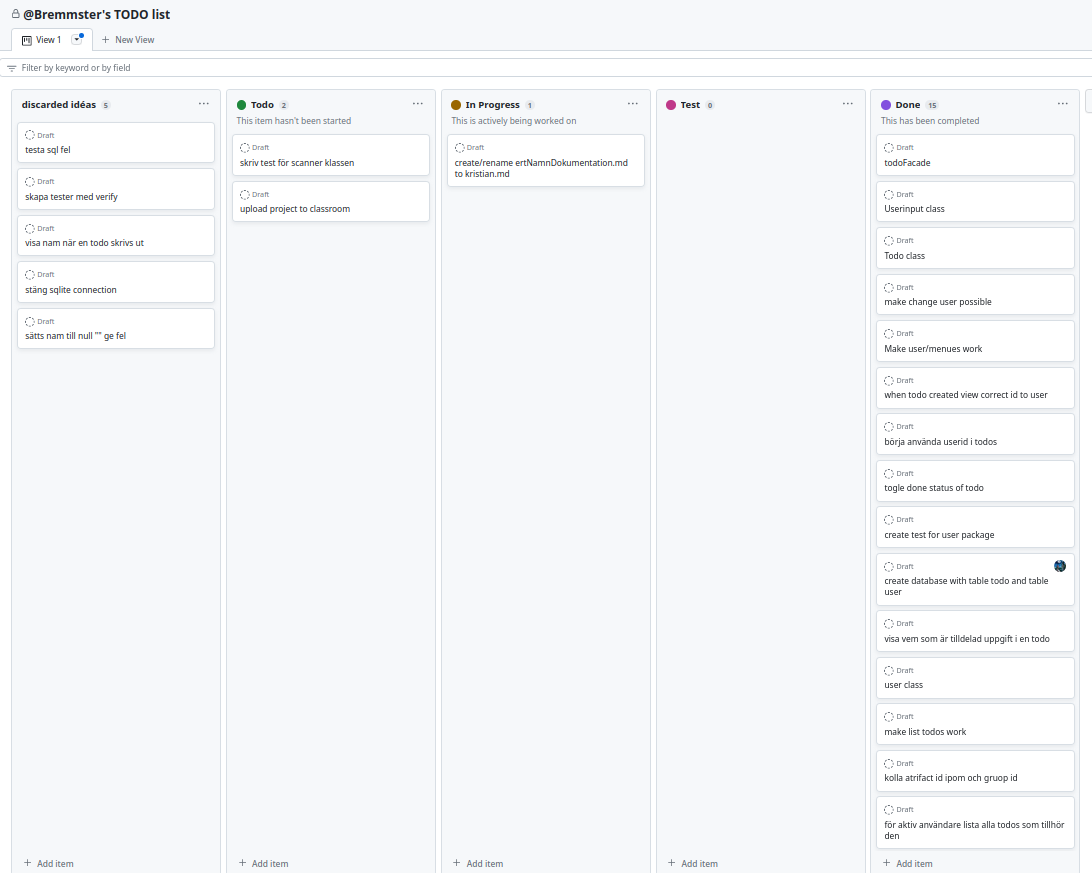 @Bremmster's TODO list
View 1
New View
Filter by keyword or by field
discarded idéas 5
Draft
testa sql fel
Draft
skapa tester med verify
Draft
visa nam när en todo skrivs ut
Draft
stäng sqlite connection
Draft
sätts nam till null "" ge fel
Add item
Todo 2
This item hasn't been started
Draft
skriv test för scanner klassen
Draft
upload project to classroom
Add item
In Progress 1
This is actively being worked on
Draft
create/rename ertNamnDokumentation.md
to kristian.md
Add item
Test 0
Add item
Done 15
This has been completed
Draft
todoFacade
Draft
Userinput class
Draft
Todo class
Draft
make change user possible
Draft
Make user/menues work
Draft
when todo created view correct id to user
Draft
börja använda userid i todos
Draft
togle done status of todo
Draft
create test for user package
Draft
create database with table todo and table
user
Draft
visa vem som är tilldelad uppgift i en todo
Draft
user class
Draft
make list todos work
Draft
kolla atrifact id ipom och gruop id
Draft
för aktiv användare lista alla todos som tillhör
den
Add item